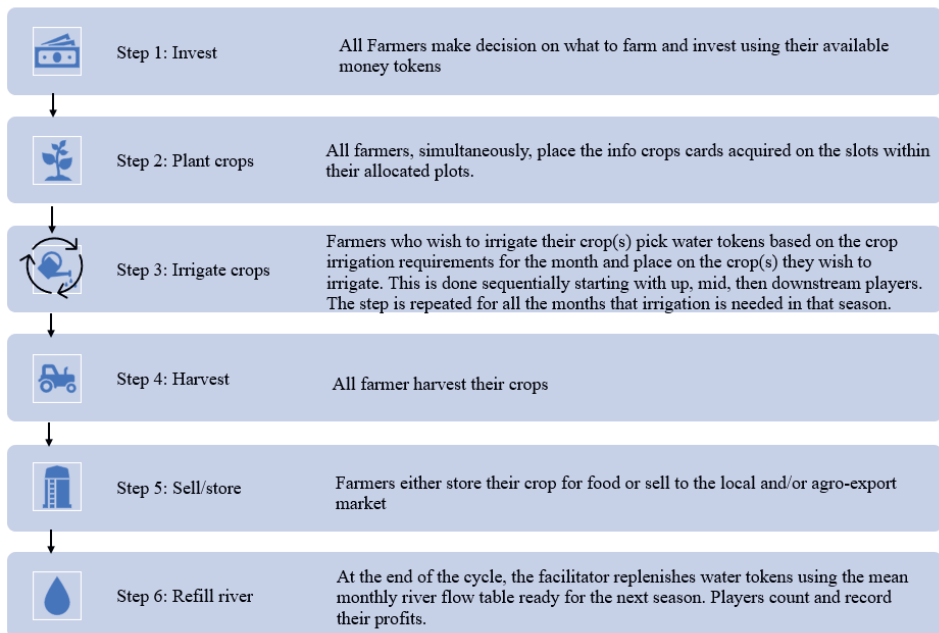 Step 1: Invest
All Farmers make decision on what to farm and invest using their available
money tokens
Step 2: Plant crops
All farmers, simultaneously, place the info crops cards acquired on the slots within
their allocated plots.
Step 3: Irrigate crops
Farmers who wish to irrigate their crop(s) pick water tokens based on the crop
irrigation requirements for the month and place on the crop(s) they wish to
irrigate. This is done sequentially starting with up, mid, then downstream players.
The step is repeated for all the months that irrigation is needed in that season.
Step 4: Harvest
All farmer harvest their crops
Step 5: Sell/store
Farmers either store their crop for food or sell to the local and/or agro-export
market
Step 6: Refill river
At the end of the cycle, the facilitator replenishes water tokens using the mean
monthly river flow table ready for the next season. Players count and record
their profits.